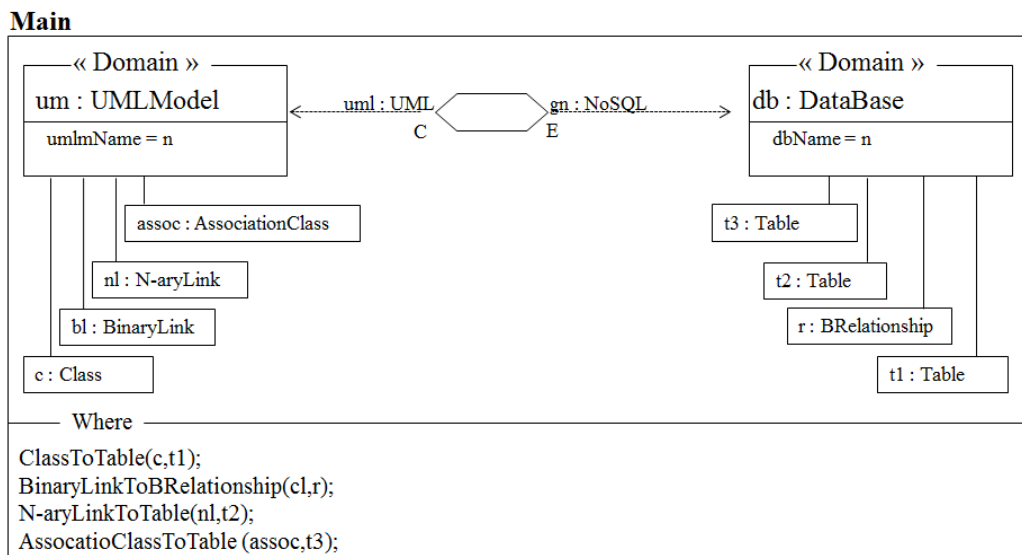 Main
« Domain »
um : UMLModel
umlmName = n
uml : UML
C
gn : NoSQL
E
« Domain »
db : DataBase
dbName = n
assoc : AssociationClass
nl : N-aryLink
bl : BinaryLink
c : Class
t3 : Table
t2 : Table
r : BRelationship
t1 : Table
Where
ClassToTable(c,t1);
BinaryLinkToBRelationship(cl,r);
N-aryLinkToTable(nl,t2);
AssocatioClassToTable (assoc,t3);